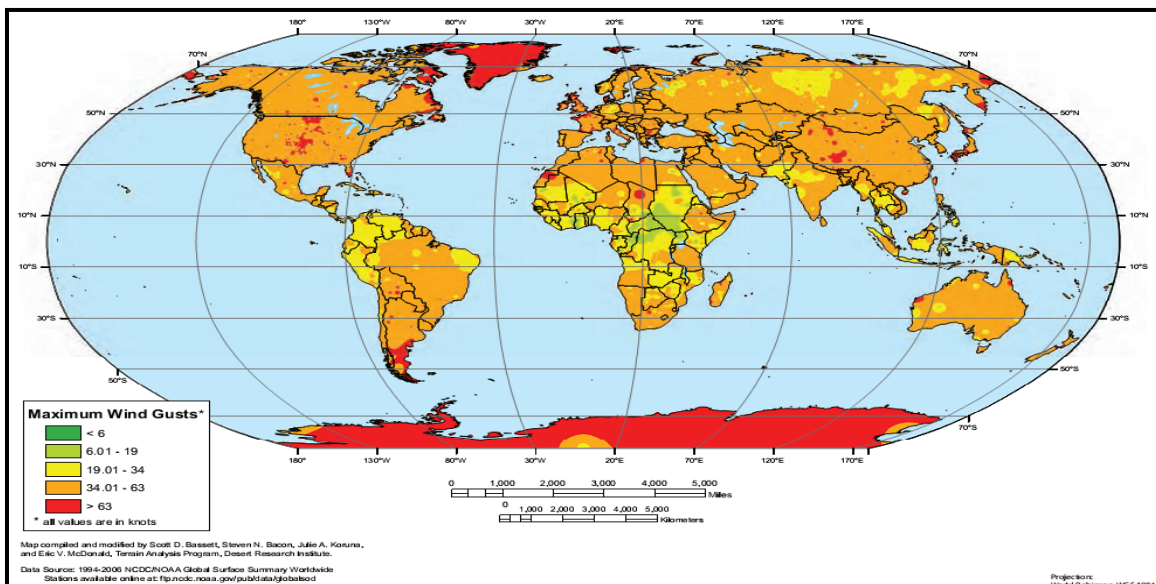 180° 130°W 80°W 30°W 20°E 70°E 120°E 170°E
70°N 70°N
50°N 50°N
30°N 30°N
10°N 10°N
10°S 10°S
30°S 30°S
50°S 50°S
70°S
180° 130°W 80°W 30°W 20°E 70°E 120°E 170°E
Maximum Wind Gusts*
< 6
6.01 - 19
19.01 - 34
34.01 - 63
> 63
* all values are in knots
0 1,000 2,000 3,000 4,000 5,000
Miles
0 1,000 2,000 3,000 4,000 5,000
Kilometers
Map compiled and modified by Scott D. Bassett, Steven N. Bacon, Julie A. Koruna,
and Eric V. McDonald, Terrain Analysis Program, Desert Research Institute.
Data Source: 1994-2006 NCDC/NOAA Global Surface Summary Worldwide
Stations available online at: ftp.ncdc.noaa.gov/pub/data/globalsod
Projection: